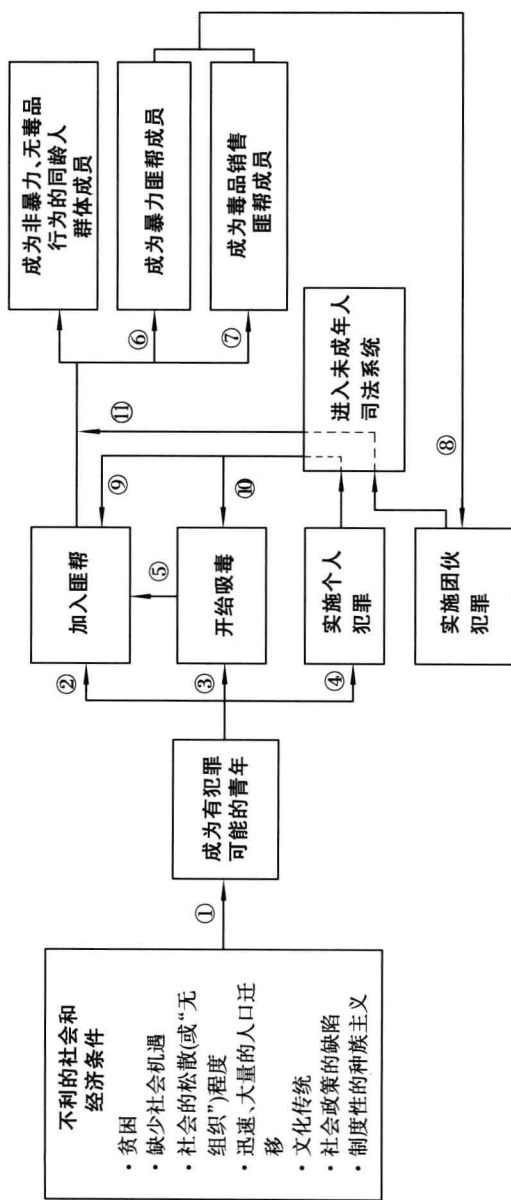 不利的社会和
经济条件
· 贫困
· 缺少社会机遇
· 社会的松散(或“无
组织”)程度
· 迅速、大量的人口迁
移
· 文化传统
· 社会政策的缺陷
· 制度性的种族主义
①
成为有犯罪
可能的青年
②
③
④
加入匪帮
⑤
开给吸毒
实施个人
犯罪
实施团伙
犯罪
⑨
⑩
⑪
进入未成年人
司法系统
⑥
⑦
⑧
成为非暴力、无毒品
行为的同龄人
群体成员
成为暴力匪帮成员
成为毒品销售
匪帮成员